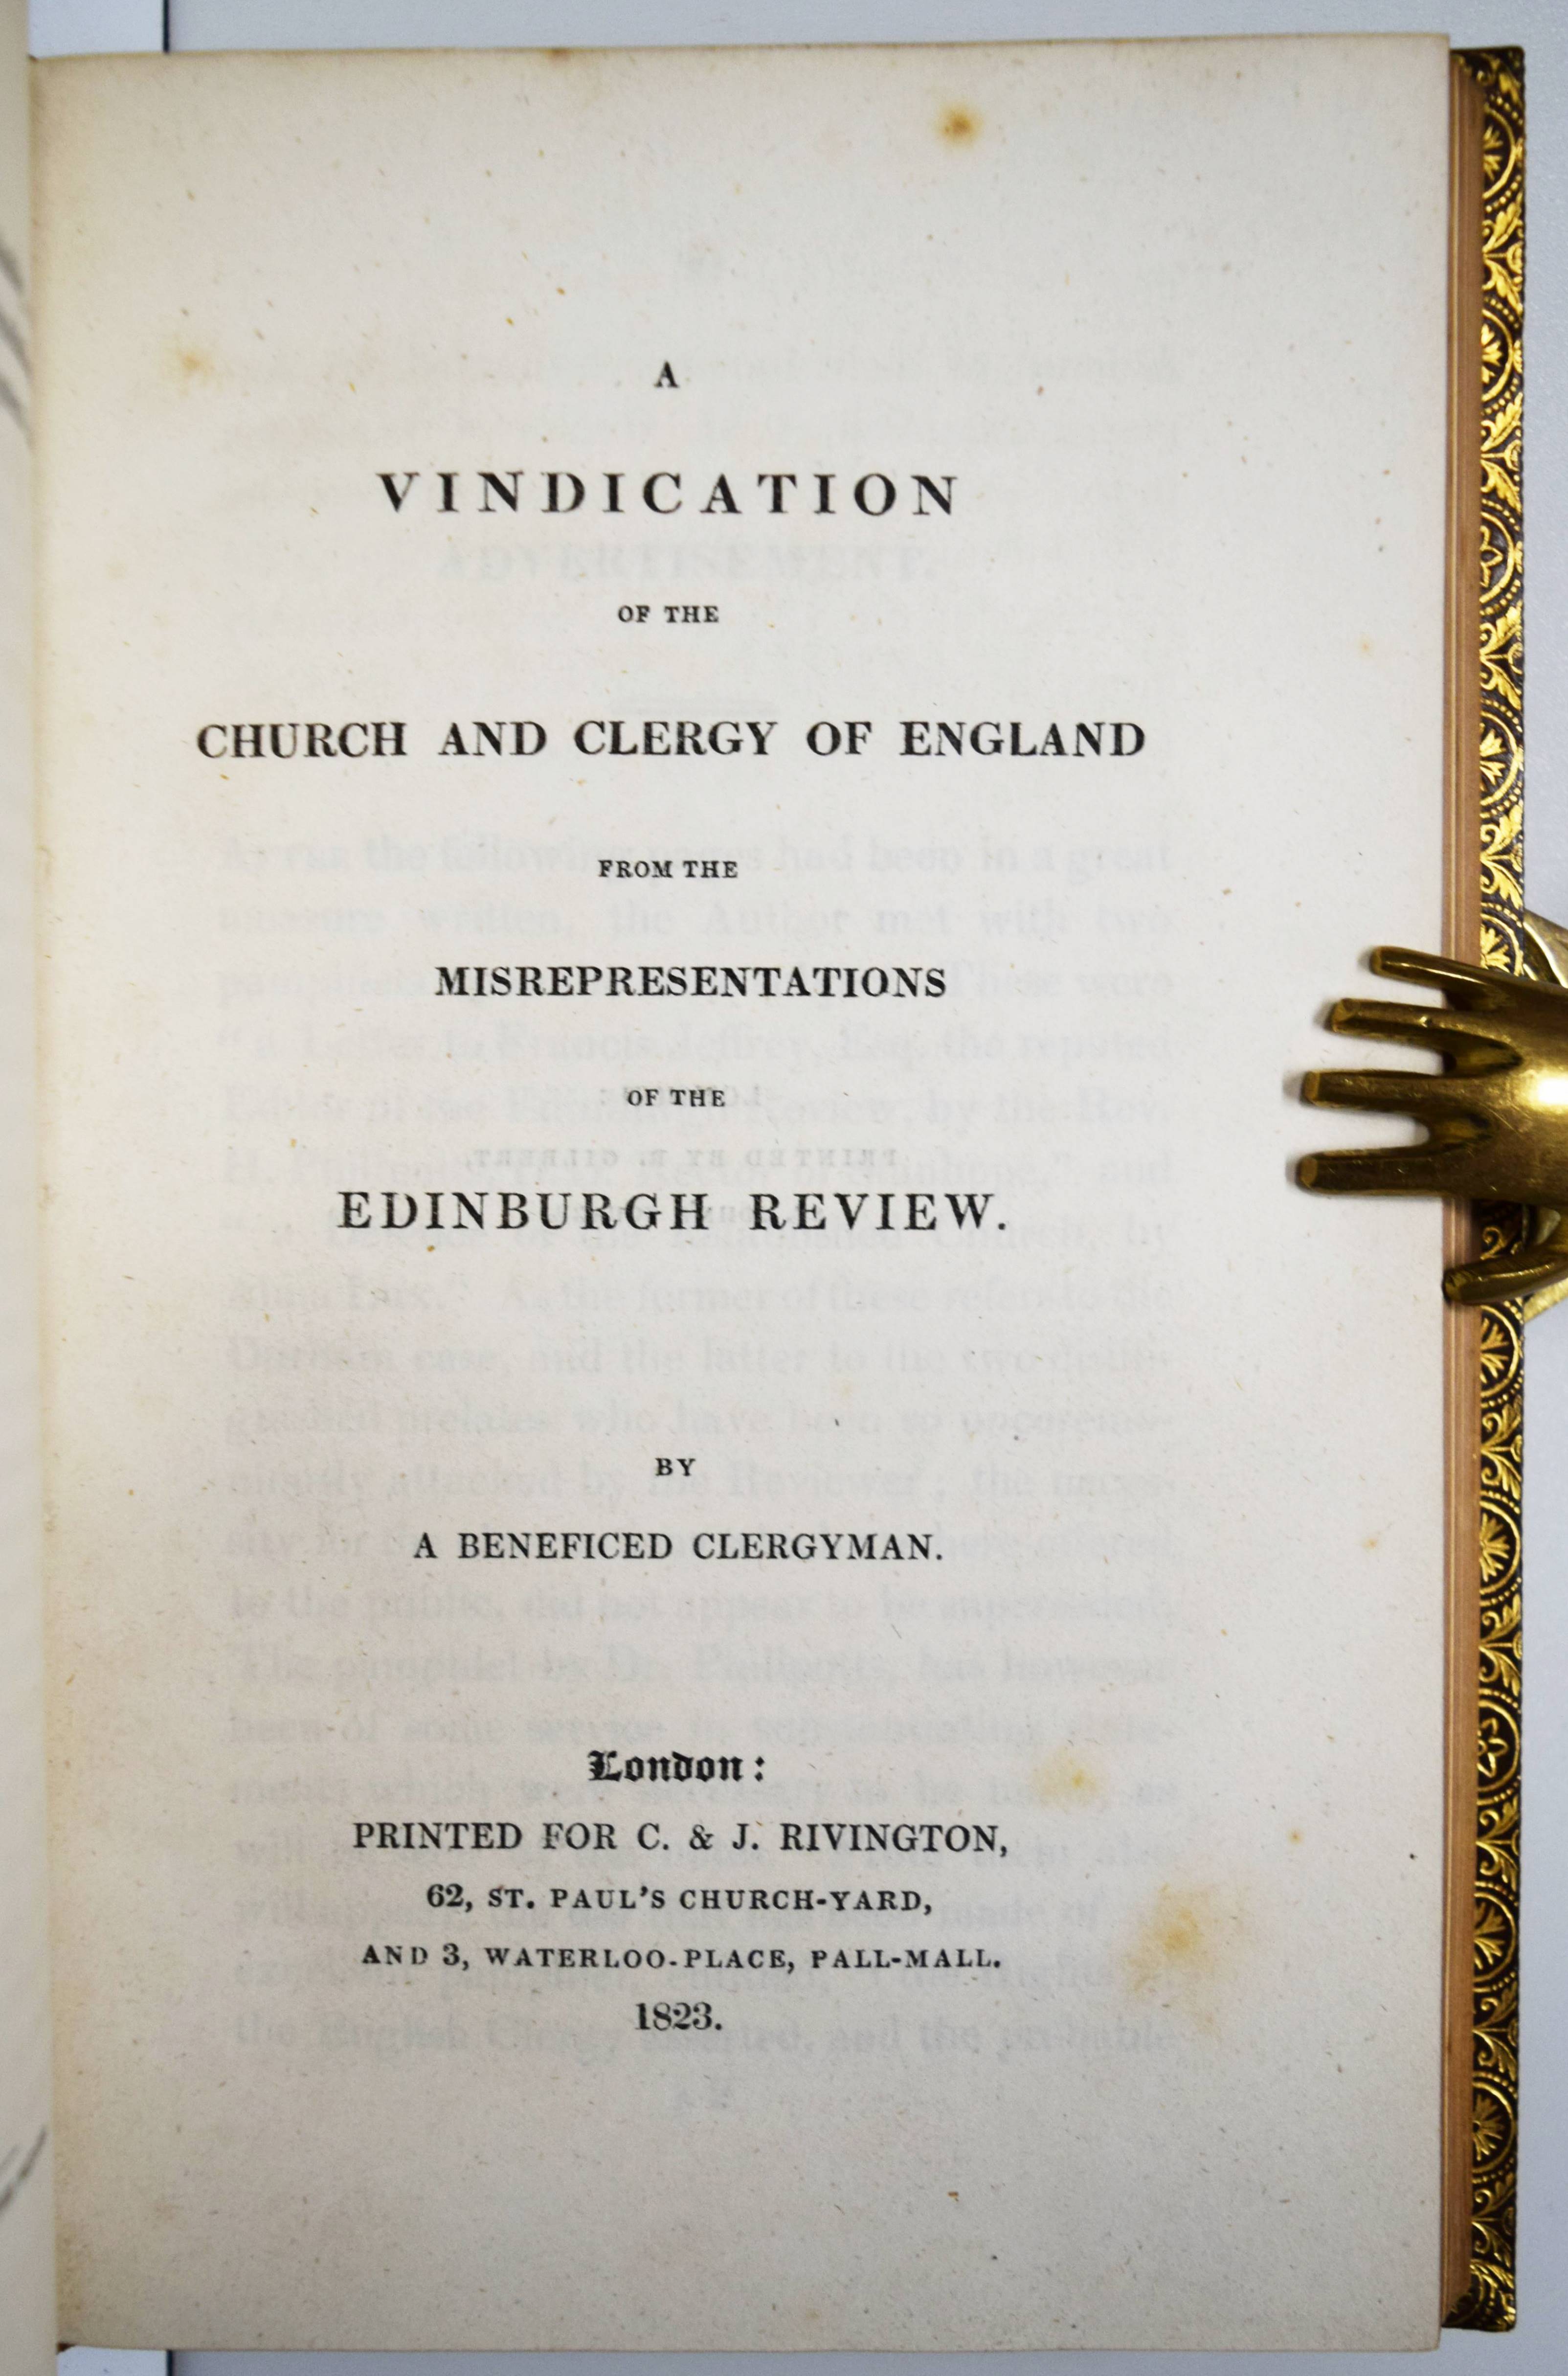 A
VINDICATION
OF THE
CHURCH AND CLERGY OF ENGLAND
FROM THE
MISREPRESENTATIONS
OF THE
EDINBURGH REVIEW.
BY
A BENEFICED CLERGYMAN.
London:
PRINTED FOR C. & J. RIVINGTON,
62, ST. PAUL'S CHURCH-YARD,
AND 3, WATERLOO-PLACE, PALL-MALL.
1823.